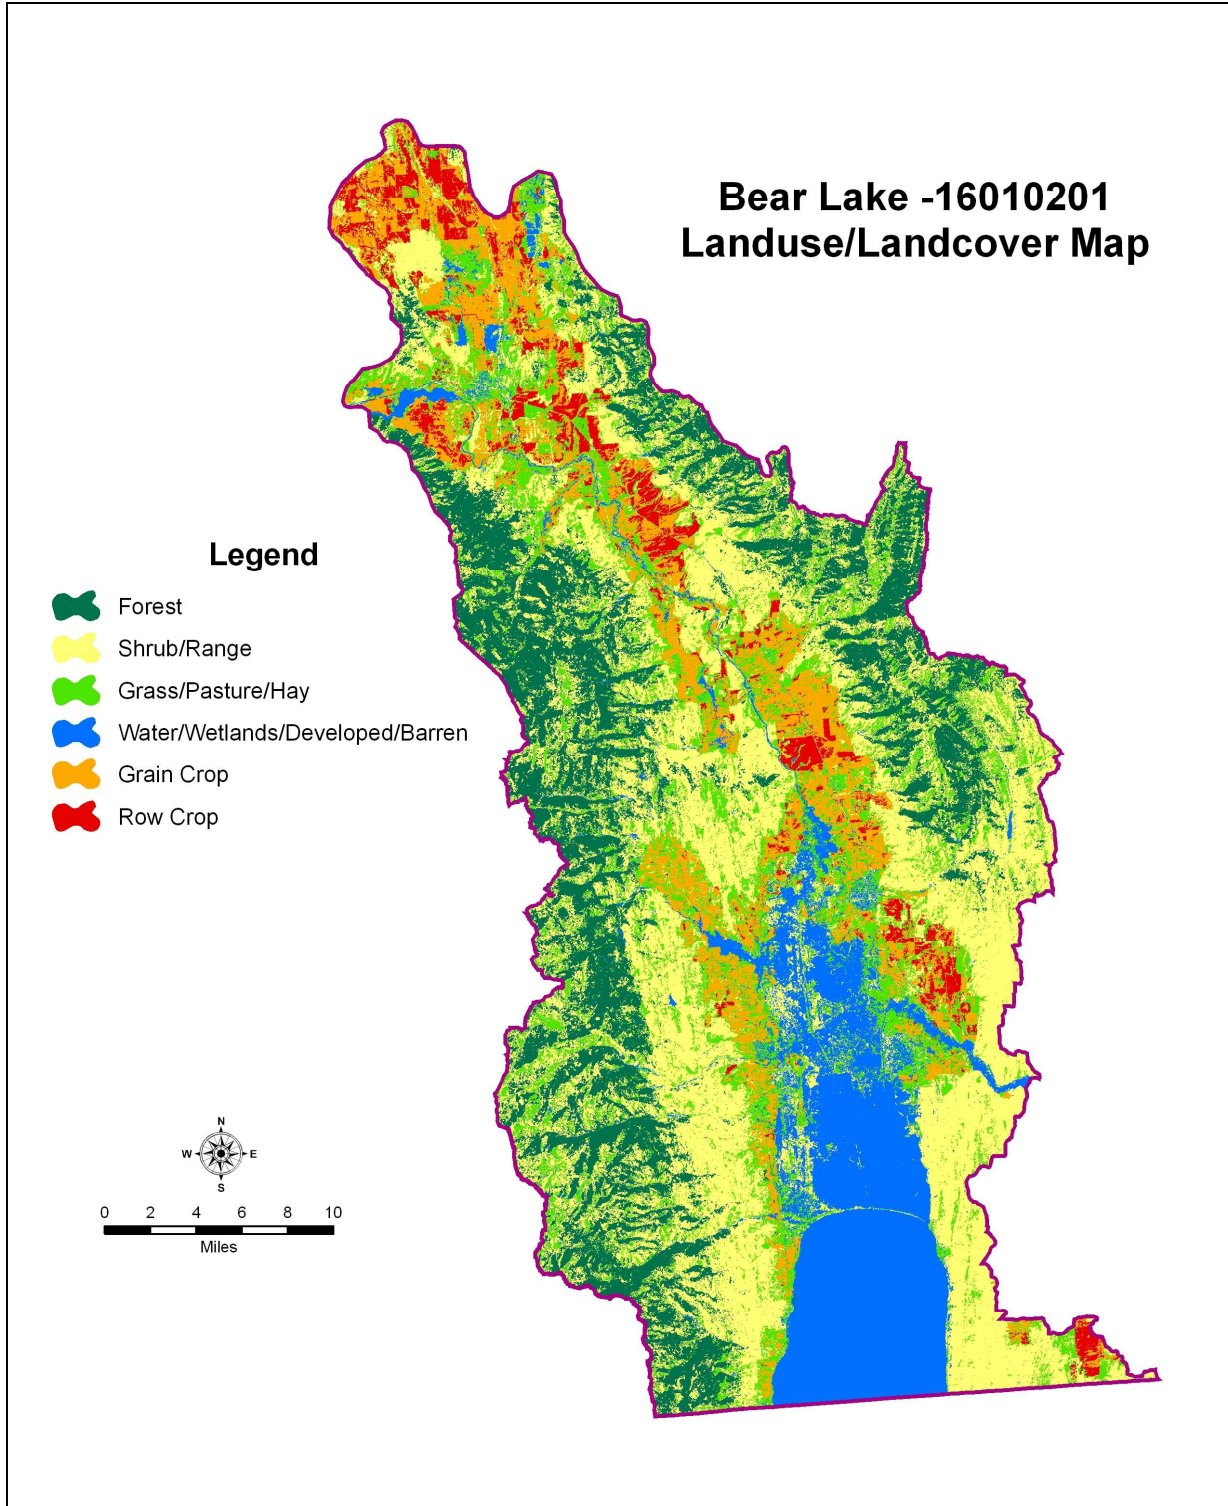 Bear Lake -16010201
Landuse/Landcover Map
Legend
Forest
Shrub/Range
Grass/Pasture/Hay
Water/Wetlands/Developed/Barren
Grain Crop
Row Crop
N
W E
S
0 2 4 6 8 10
Miles